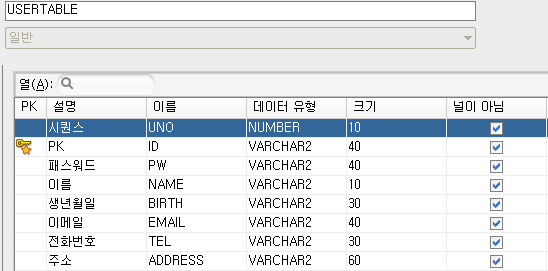 USERTABLE
일반
열(A):
PK 설명 이름 데이터 유형 크기 널이 아님
시퀀스 UNO NUMBER 10
PK ID VARCHAR2 40
패스워드 PW VARCHAR2 40
이름 NAME VARCHAR2 10
생년월일 BIRTH VARCHAR2 30
이메일 EMAIL VARCHAR2 40
전화번호 TEL VARCHAR2 30
주소 ADDRESS VARCHAR2 60